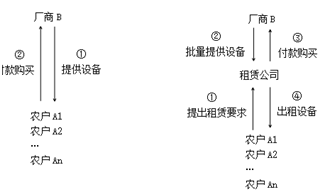 厂商 B
②
付款购买
①
提供设备
农户 A1
农户 A2
…
农户 An
厂商 B
②
批量提供设备
③
付款购买
租赁公司
①
提出租赁要求
④
出租设备
农户 A1
农户 A2
…
农户 An